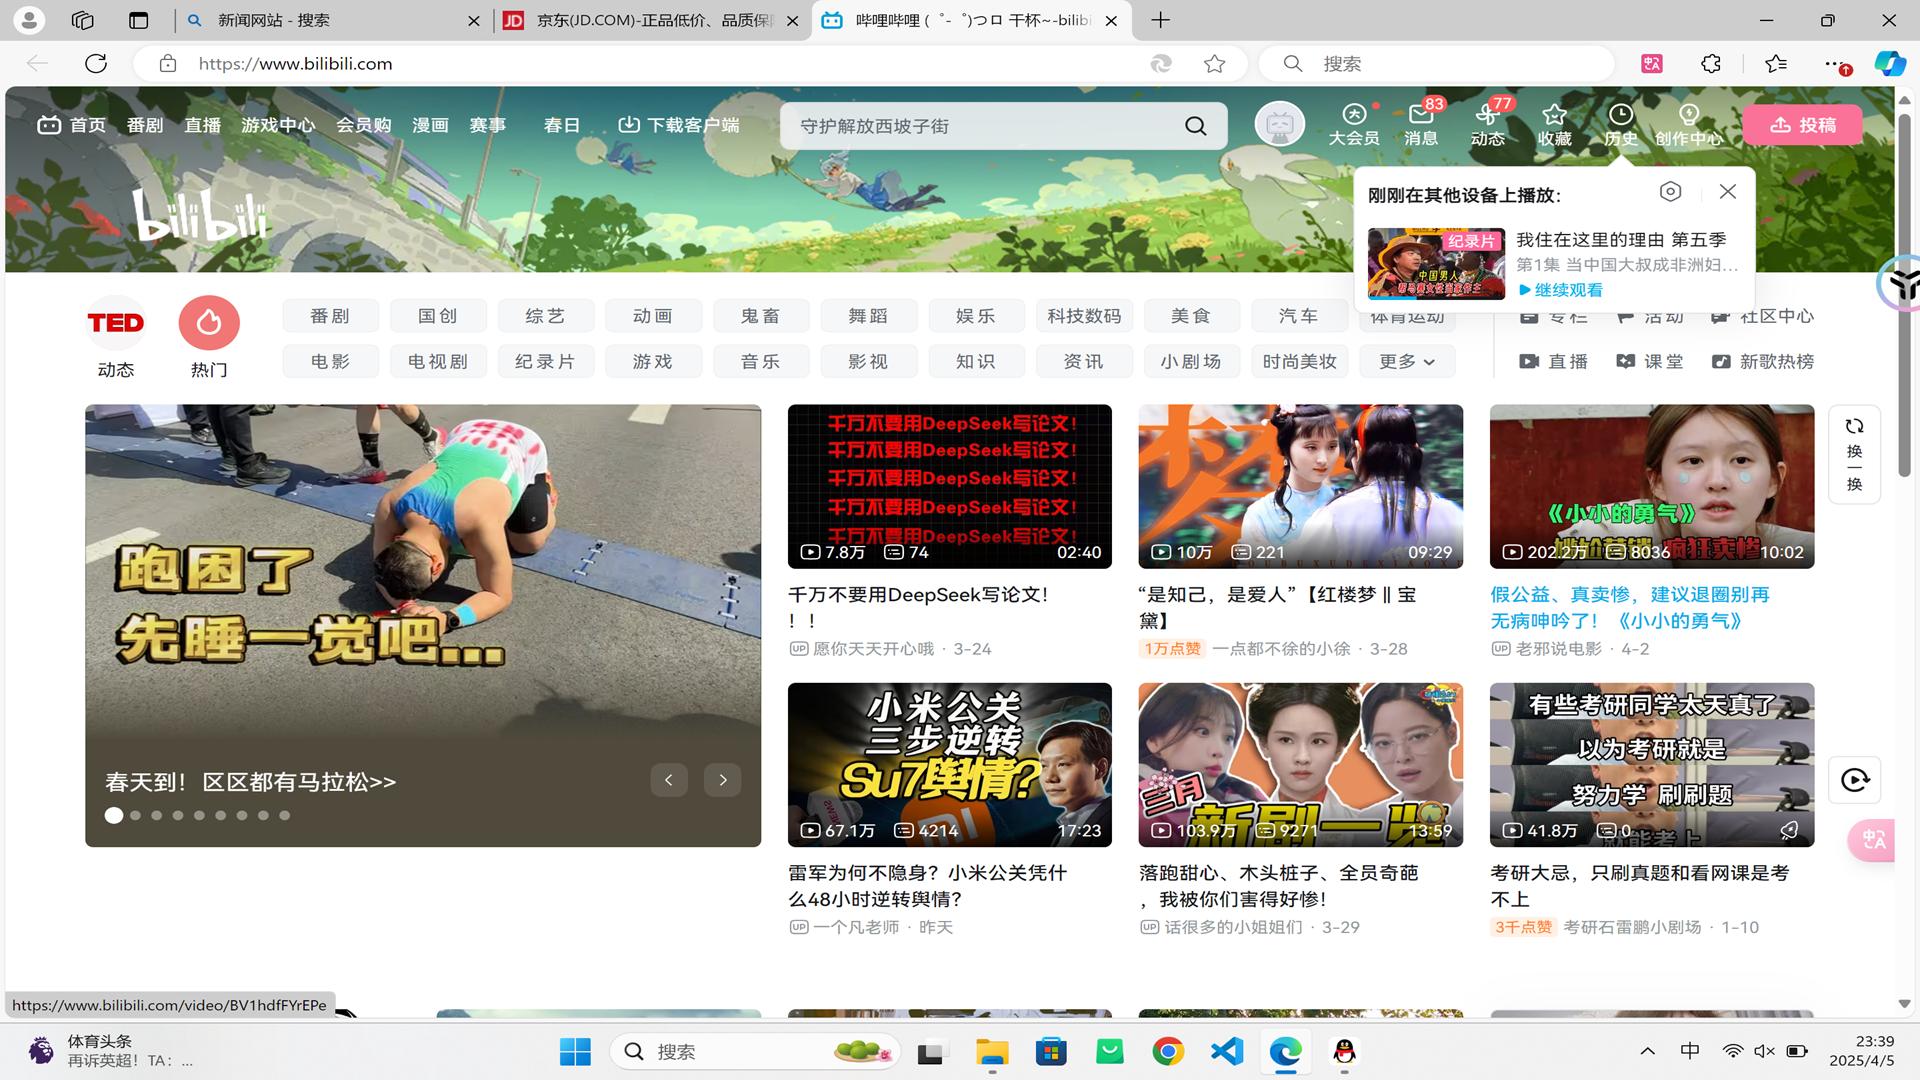 新闻网站 - 搜索
京东(JD.COM)-正品低价、品质保
哔哩哔哩 (゜-゜)つロ 干杯~-bilibi
https://www.bilibili.com
搜索
首页 番剧 直播 游戏中心 会员购 漫画 赛事 春日 下载客户端
守护解放西坡子街
大会员 消息 动态 收藏 历史 创作中心
83
77
投稿
bilibili
刚刚在其他设备上播放：
纪录片
中国男人
我住在这里的理由 第五季
第1集 当中国大叔成非洲妇...
继续观看
TED
动态
热门
番剧 国创 综艺 动画 鬼畜 舞蹈 娱乐 科技数码 美食 汽车 体育运动
专栏 活动 社区中心
电影 电视剧 纪录片 游戏 音乐 影视 知识 资讯 小剧场 时尚美妆 更多
直播 课堂 新歌热榜
跑困了
先睡一觉吧...
春天到！区区都有马拉松>>
千万不要用DeepSeek写论文！
千万不要用DeepSeek写论文！
千万不要用DeepSeek写论文！
千万不要用DeepSeek写论文！
千万不要用DeepSeek写论文！
7.8万 74 02:40
千万不要用DeepSeek写论文！
！！
愿你天天开心哦 · 3-24
10万 221 09:29
“是知己，是爱人”【红楼梦‖宝
黛】
1万点赞 一点都不徐的小徐 · 3-28
《小小的勇气》
疯狂卖惨
202.2万 8036 10:02
假公益、真卖惨，建议退圈别再
无病呻吟了！《小小的勇气》
老邪说电影 · 4-2
换
一
换
小米公关
三步逆转
Su7舆情?
67.1万 4214 17:23
雷军为何不隐身？小米公关凭什
么48小时逆转舆情？
一个凡老师 · 昨天
三月
新剧一览
103.9万 9271 13:59
落跑甜心、木头桩子、全员奇葩
，我被你们害得好惨！
话很多的小姐姐们 · 3-29
有些考研同学太天真了
以为考研就是
努力学 刷刷题
就能考上
41.8万 0
考研大忌，只刷真题和看网课是考
不上
3千点赞 考研石雷鹏小剧场 · 1-10
https://www.bilibili.com/video/BV1hdfFYrEPe
体育头条
再诉英超！TA：...
搜索
中
23:39
2025/4/5